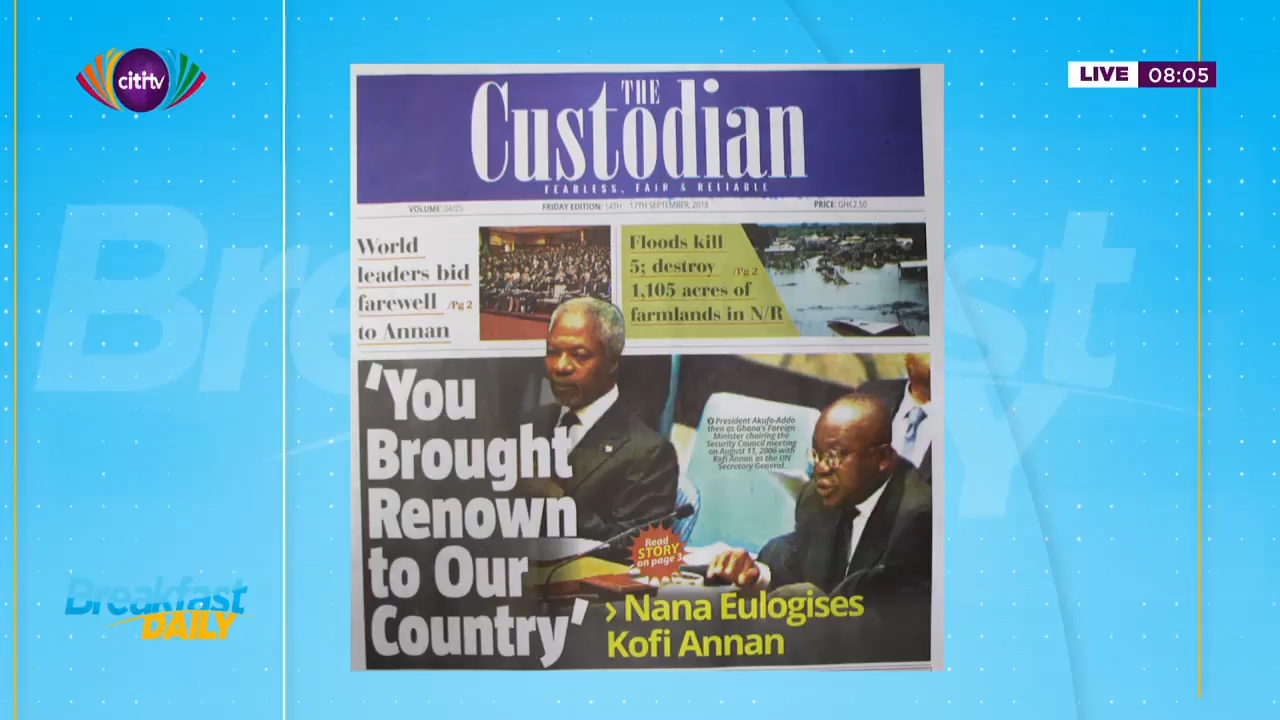 citi tv
LIVE 08:05
THE
Custodian
FEARLESS, FAIR & RELIABLE
VOLUME: 04/25 FRIDAY EDITION: 14TH - 17TH SEPTEMBER, 2018 PRICE: GH¢2.50
World
leaders bid
farewell /Pg 2
to Annan
Floods kill
5; destroy /Pg 2
1,105 acres of
farmlands in N/R
'You
Brought
Renown
to Our
Country'
President Akufo-Addo
then as Ghana's Foreign
Minister chairing the
Security Council meeting
on August 11, 2006 with
Kofi Annan as the UN
Secretary General.
Read
STORY
on page 3
› Nana Eulogises
Kofi Annan
Breakfast
DAILY